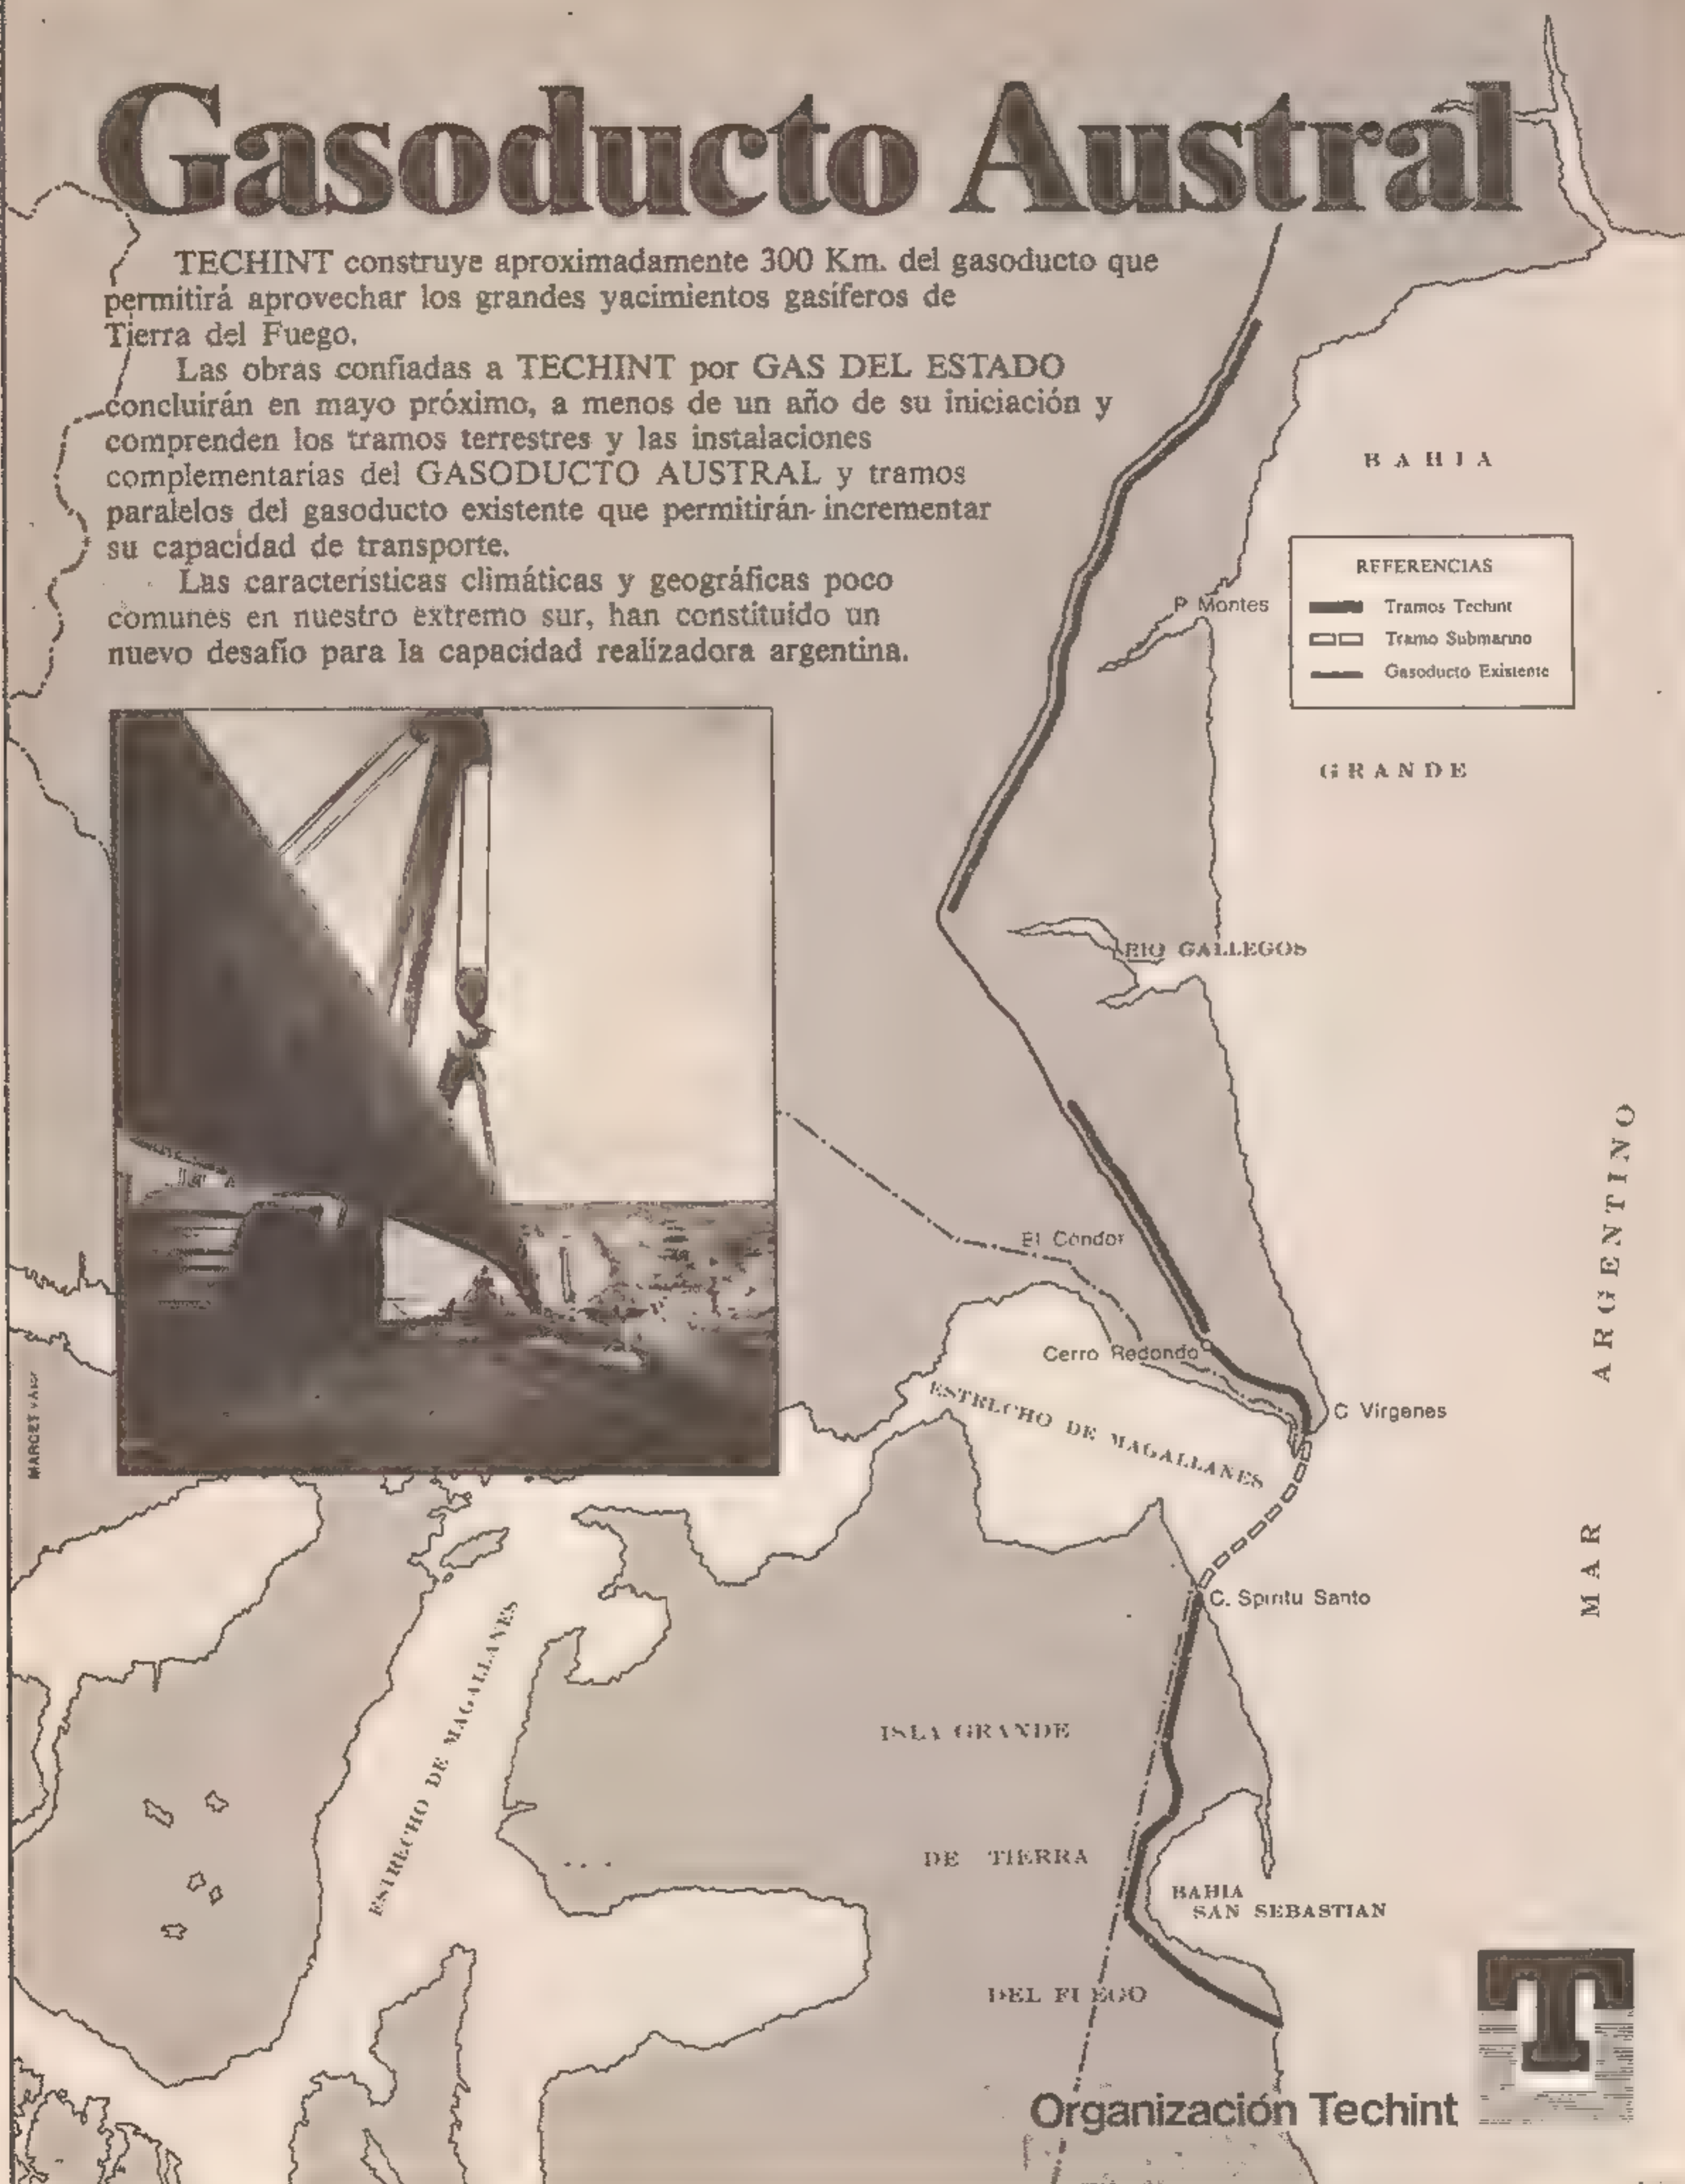 Gasoducto Austral
TECHINT construye aproximadamente 300 Km. del gasoducto que
permitirá aprovechar los grandes yacimientos gasíferos de
Tierra del Fuego.
Las obras confiadas a TECHINT por GAS DEL ESTADO
concluirán en mayo próximo, a menos de un año de su iniciación y
comprenden los tramos terrestres y las instalaciones
complementarias del GASODUCTO AUSTRAL y tramos
paralelos del gasoducto existente que permitirán incrementar
su capacidad de transporte.
Las características climáticas y geográficas poco
comunes en nuestro extremo sur, han constituído un
nuevo desafío para la capacidad realizadora argentina.
BAHIA
REFERENCIAS
Tramos Techint
Tramo Submarino
Gasoducto Existente
P. Montes
GRANDE
RIO GALLEGOS
MAR ARGENTINO
El Cóndor
Cerro Redondo
C Vírgenes
ESTRECHO DE MAGALLANES
C. Spiritu Santo
ESTRECHO DE MAGALLANES
ISLA GRANDE
DE TIERRA
DEL FUEGO
BAHIA
SAN SEBASTIAN
T
Organización Techint